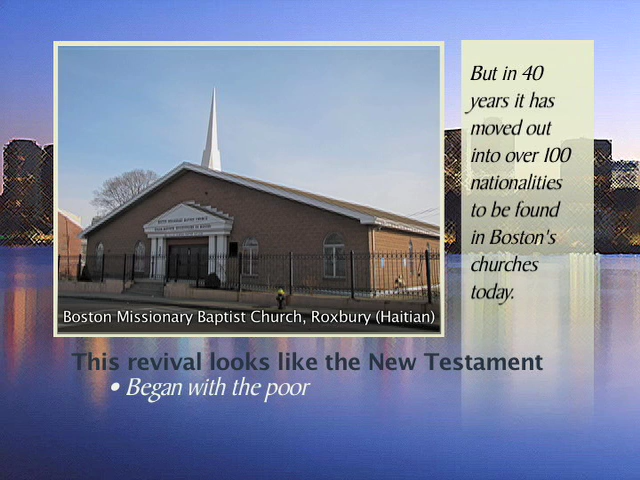 But in 40
years it has
moved out
into over 100
nationalities
to be found
in Boston's
churches
today.
Boston Missionary Baptist Church, Roxbury (Haitian)
This revival looks like the New Testament
• Began with the poor